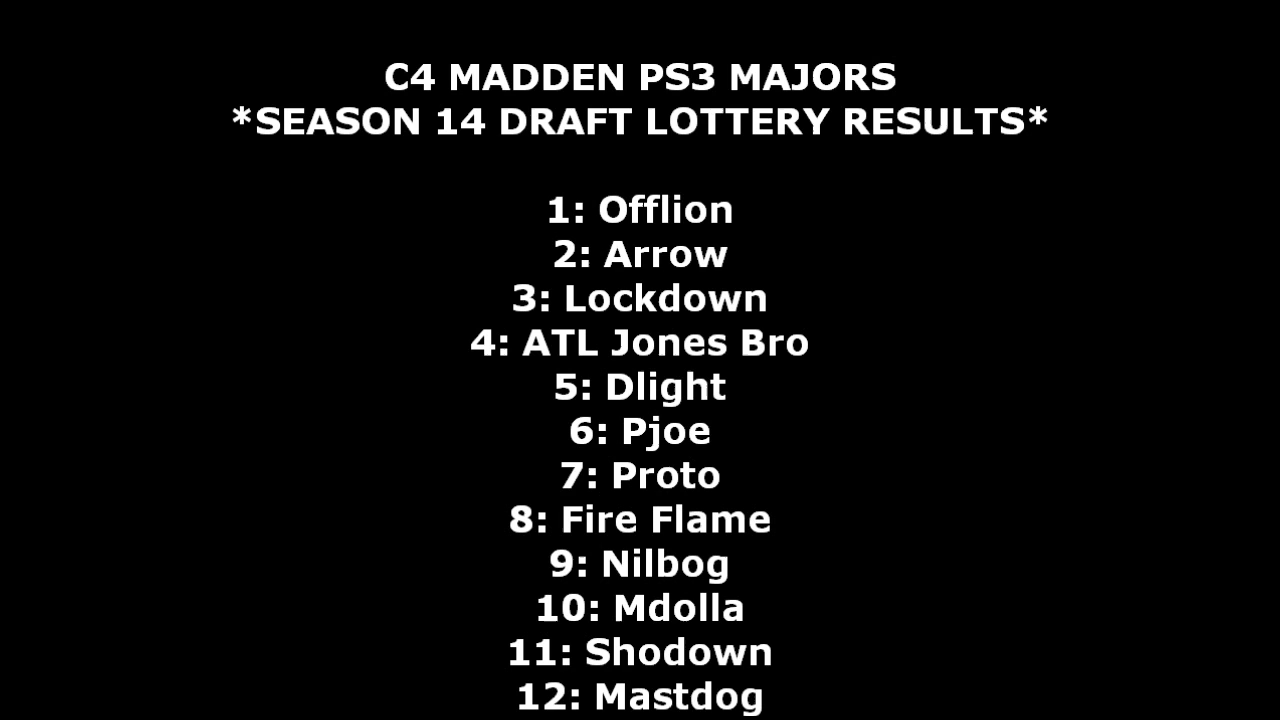 C4 MADDEN PS3 MAJORS
*SEASON 14 DRAFT LOTTERY RESULTS*
1: Offlion
2: Arrow
3: Lockdown
4: ATL Jones Bro
5: Dlight
6: Pjoe
7: Proto
8: Fire Flame
9: Nilbog
10: Mdolla
11: Shodown
12: Mastdog